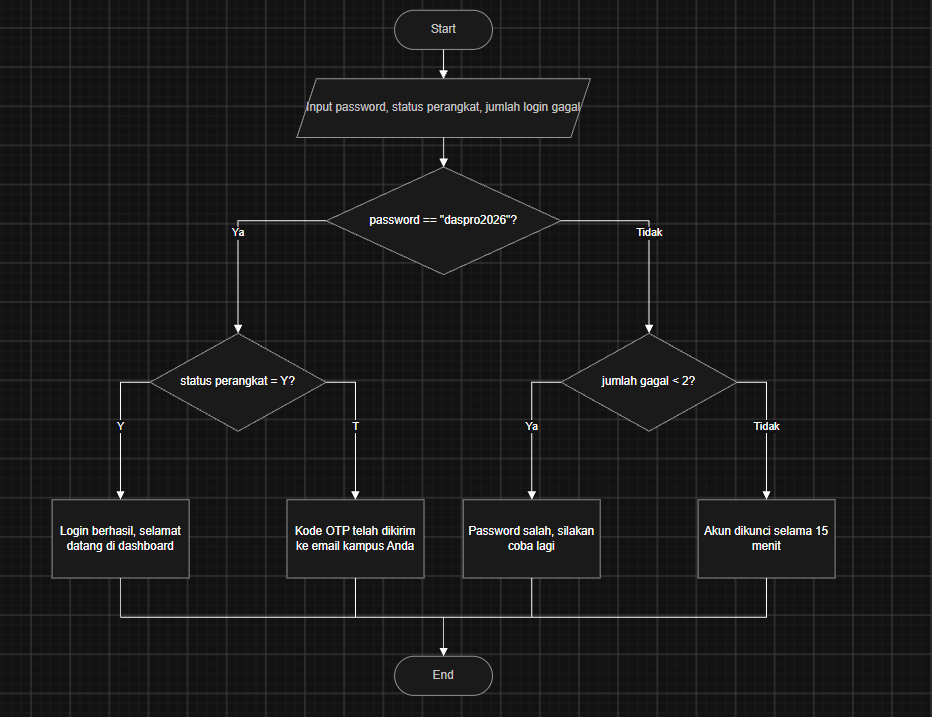 Start
Input password, status perangkat, jumlah login gagal
password == "daspro2026"?
Ya
Tidak
status perangkat = Y?
jumlah gagal < 2?
Y
T
Ya
Tidak
Login berhasil, selamat
datang di dashboard
Kode OTP telah dikirim
ke email kampus Anda
Password salah, silakan
coba lagi
Akun dikunci selama 15
menit
End